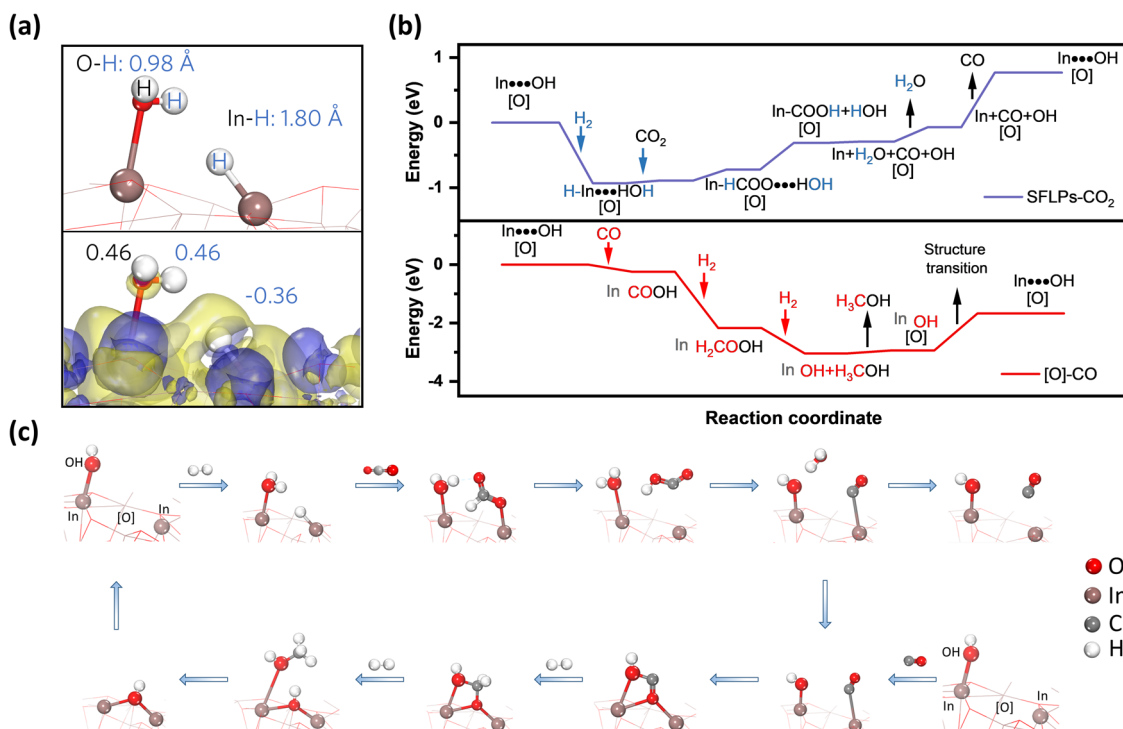 (a)
O-H: 0.98 Å
H
H
In-H: 1.80 Å
H
0.46
0.46
-0.36
(b)
Energy (eV)
1
0
-1
In•••OH
[O]
H₂
H-In•••HOH
[O]
CO₂
In-HCOO•••HOH
[O]
In-COOH+HOH
[O]
In+H₂O+CO+OH
[O]
H₂O
CO
In+CO+OH
[O]
In•••OH
[O]
SFLPs-CO₂
Energy (eV)
0
-2
-4
In•••OH
[O]
CO
In COOH
H₂
In H₂COOH
H₂
In OH+H₃COH
H₃COH
In OH
[O]
Structure
transition
In•••OH
[O]
[O]-CO
Reaction coordinate
(c)
OH
In
[O]
In
O
In
C
H
OH
In
[O]
In